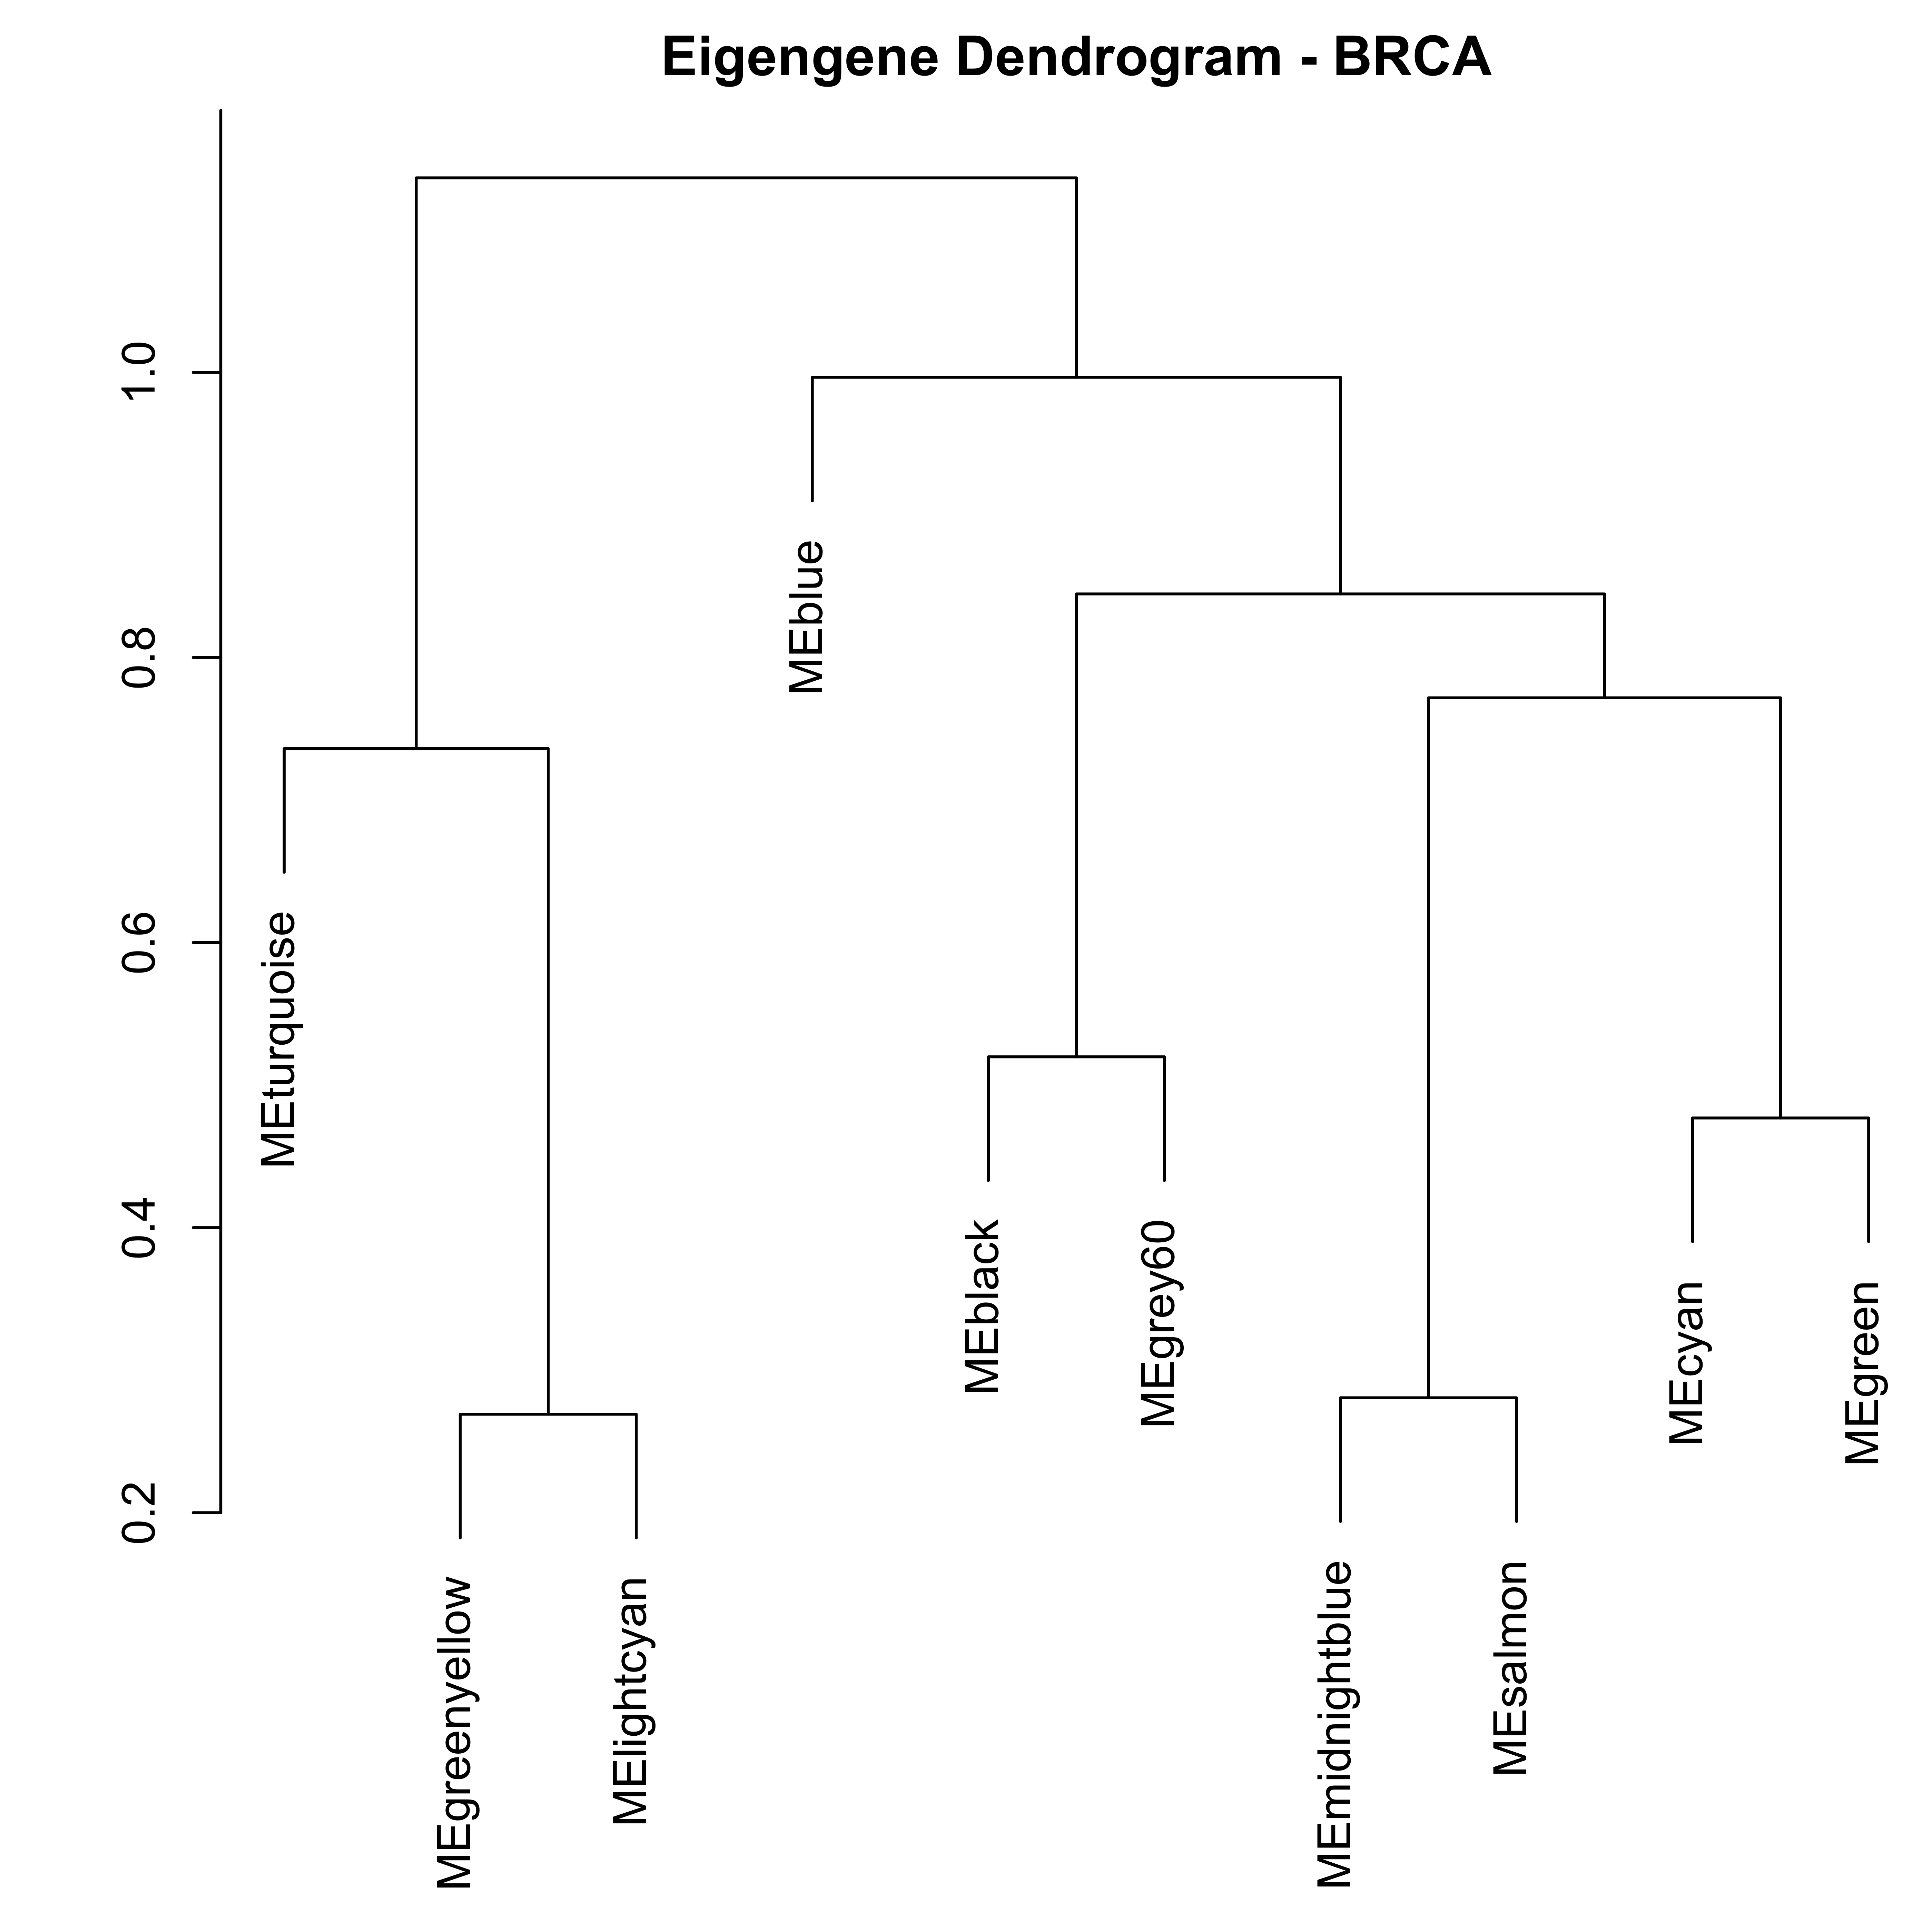 Eigengene Dendrogram - BRCA
1.0
0.8
0.6
0.4
0.2
MEturquoise
MEgreenyellow
MElightcyan
MEblue
MEblack
MEgrey60
MEmidnightblue
MEsalmon
MEcyan
MEgreen